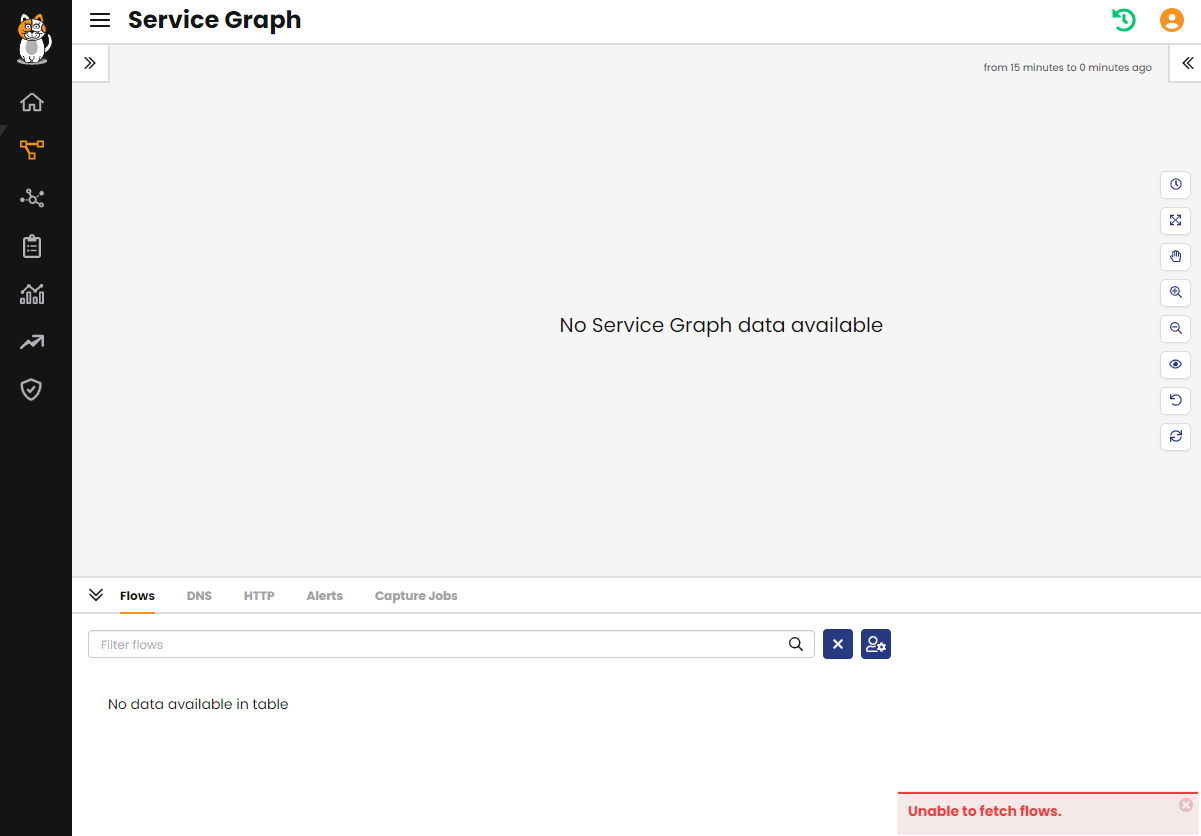 Service Graph
from 15 minutes to 0 minutes ago
No Service Graph data available
Flows DNS HTTP Alerts Capture Jobs
Filter flows
No data available in table
Unable to fetch flows.